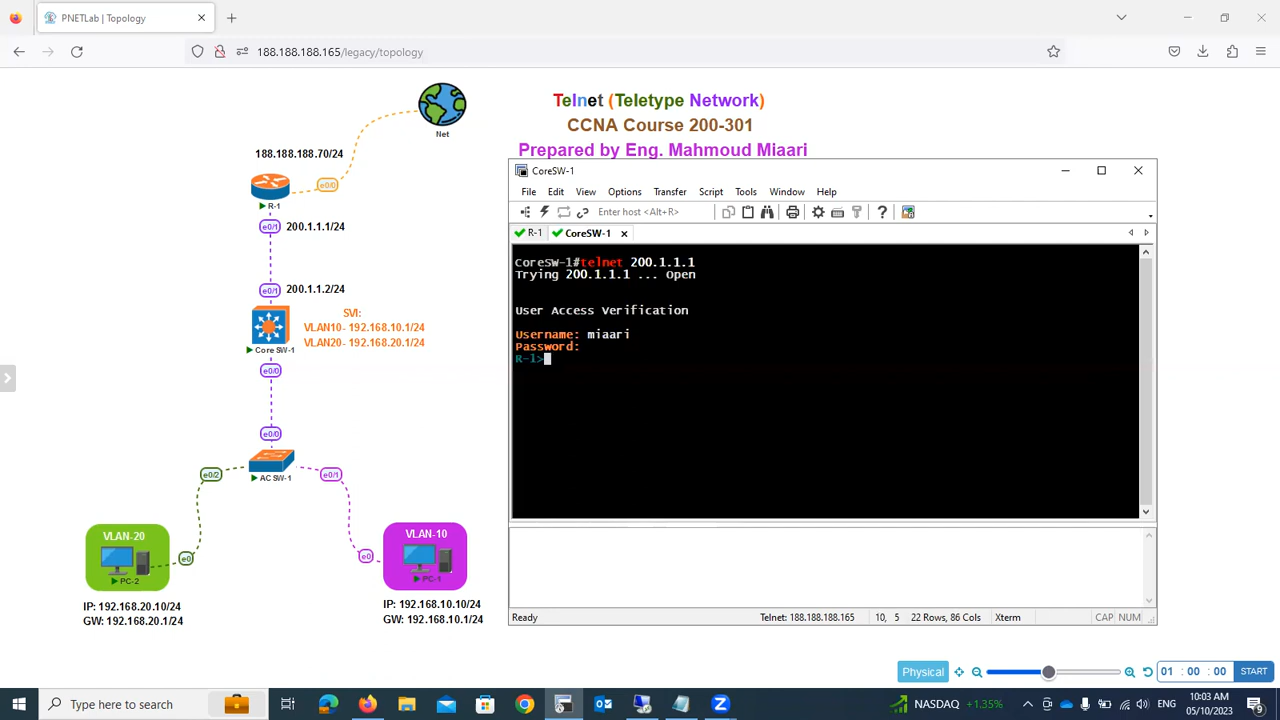 PNETLab | Topology
188.188.188.165/legacy/topology
Telnet (Teletype Network)
CCNA Course 200-301
Prepared by Eng. Mahmoud Miaari
Net
188.188.188.70/24
e0/0
R-1
e0/1
200.1.1.1/24
e0/1
200.1.1.2/24
SVI:
VLAN10- 192.168.10.1/24
VLAN20- 192.168.20.1/24
Core SW-1
e0/0
e0/0
AC SW-1
e0/2
e0/1
VLAN-20
PC-2
e0
IP: 192.168.20.10/24
GW: 192.168.20.1/24
VLAN-10
e0
PC-1
IP: 192.168.10.10/24
GW: 192.168.10.1/24
CoreSW-1
File Edit View Options Transfer Script Tools Window Help
Enter host <Alt+R>
R-1 CoreSW-1
CoreSW-1#telnet 200.1.1.1
Trying 200.1.1.1 ... Open
User Access Verification
Username: miaari
Password:
R-1>
Ready Telnet: 188.188.188.165 10, 5 22 Rows, 86 Cols Xterm CAP NUM
Physical 01 : 00 : 00 START
Type here to search
NASDAQ +1.35% ENG 10:03 AM
05/10/2023